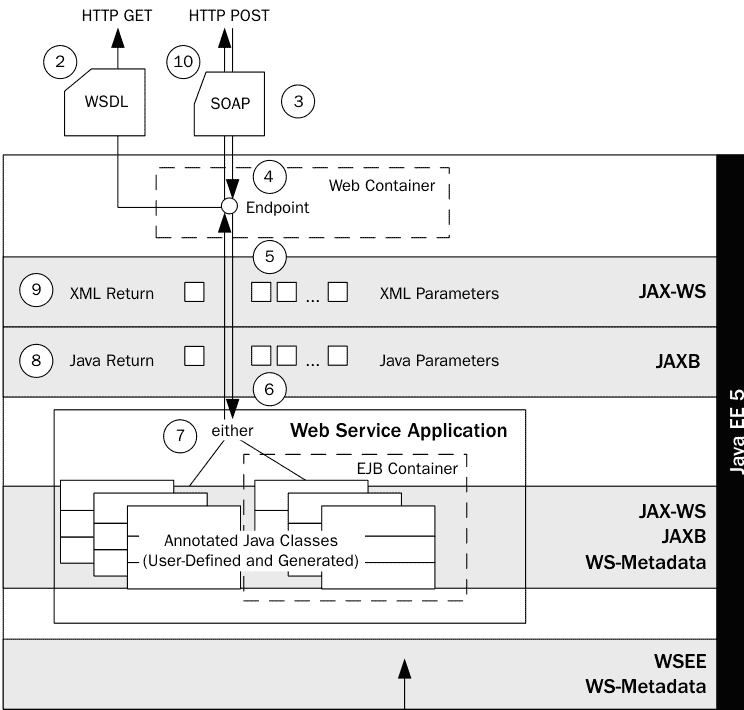 HTTP GET
HTTP POST
2
10
WSDL
SOAP
3
4
Web Container
Endpoint
5
9
XML Return
...
XML Parameters
JAX-WS
8
Java Return
...
Java Parameters
JAXB
6
7
either
Web Service Application
EJB Container
Annotated Java Classes
(User-Defined and Generated)
JAX-WS
JAXB
WS-Metadata
WSEE
WS-Metadata
Java EE 5